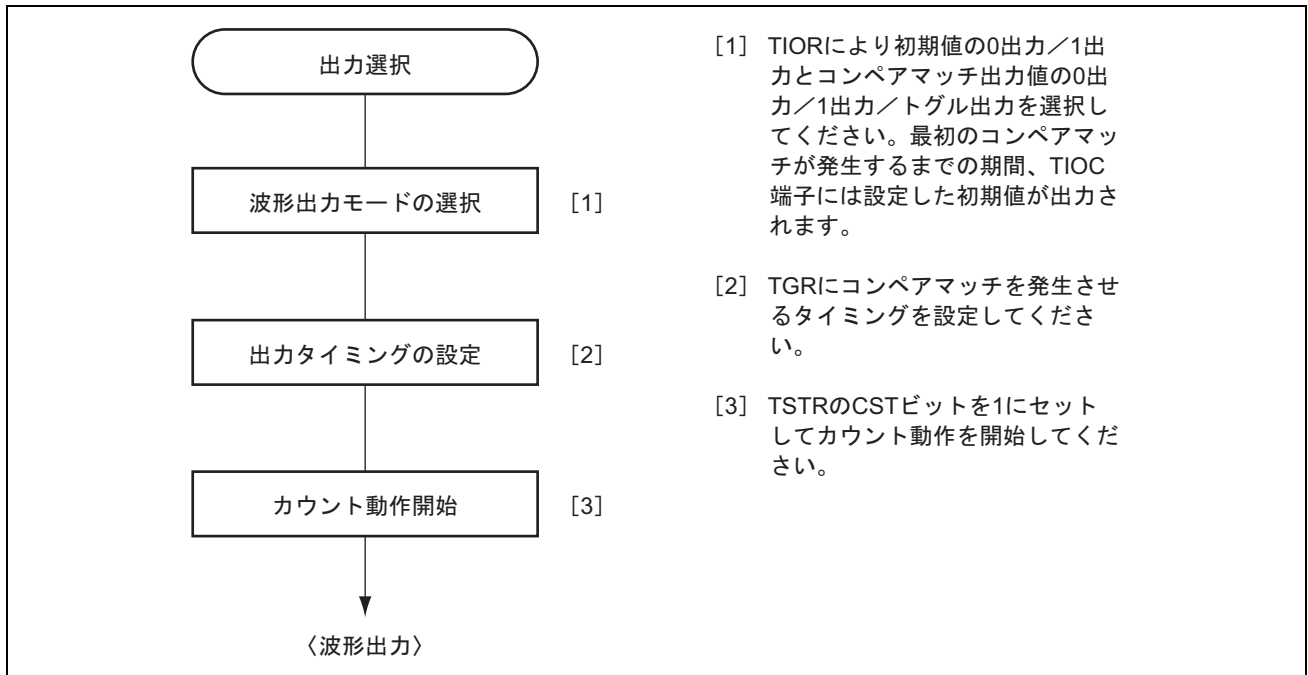 出力選択
波形出力モードの選択 [1]
出力タイミングの設定 [2]
カウント動作開始 [3]
〈波形出力〉
[1] TIORにより初期値の0出力／1出
力とコンペアマッチ出力値の0出
力／1出力／トグル出力を選択し
てください。最初のコンペアマッ
チが発生するまでの期間、TIOC
端子には設定した初期値が出力さ
れます。
[2] TGRにコンペアマッチを発生させ
るタイミングを設定してくださ
い。
[3] TSTRのCSTビットを1にセット
してカウント動作を開始してくだ
さい。